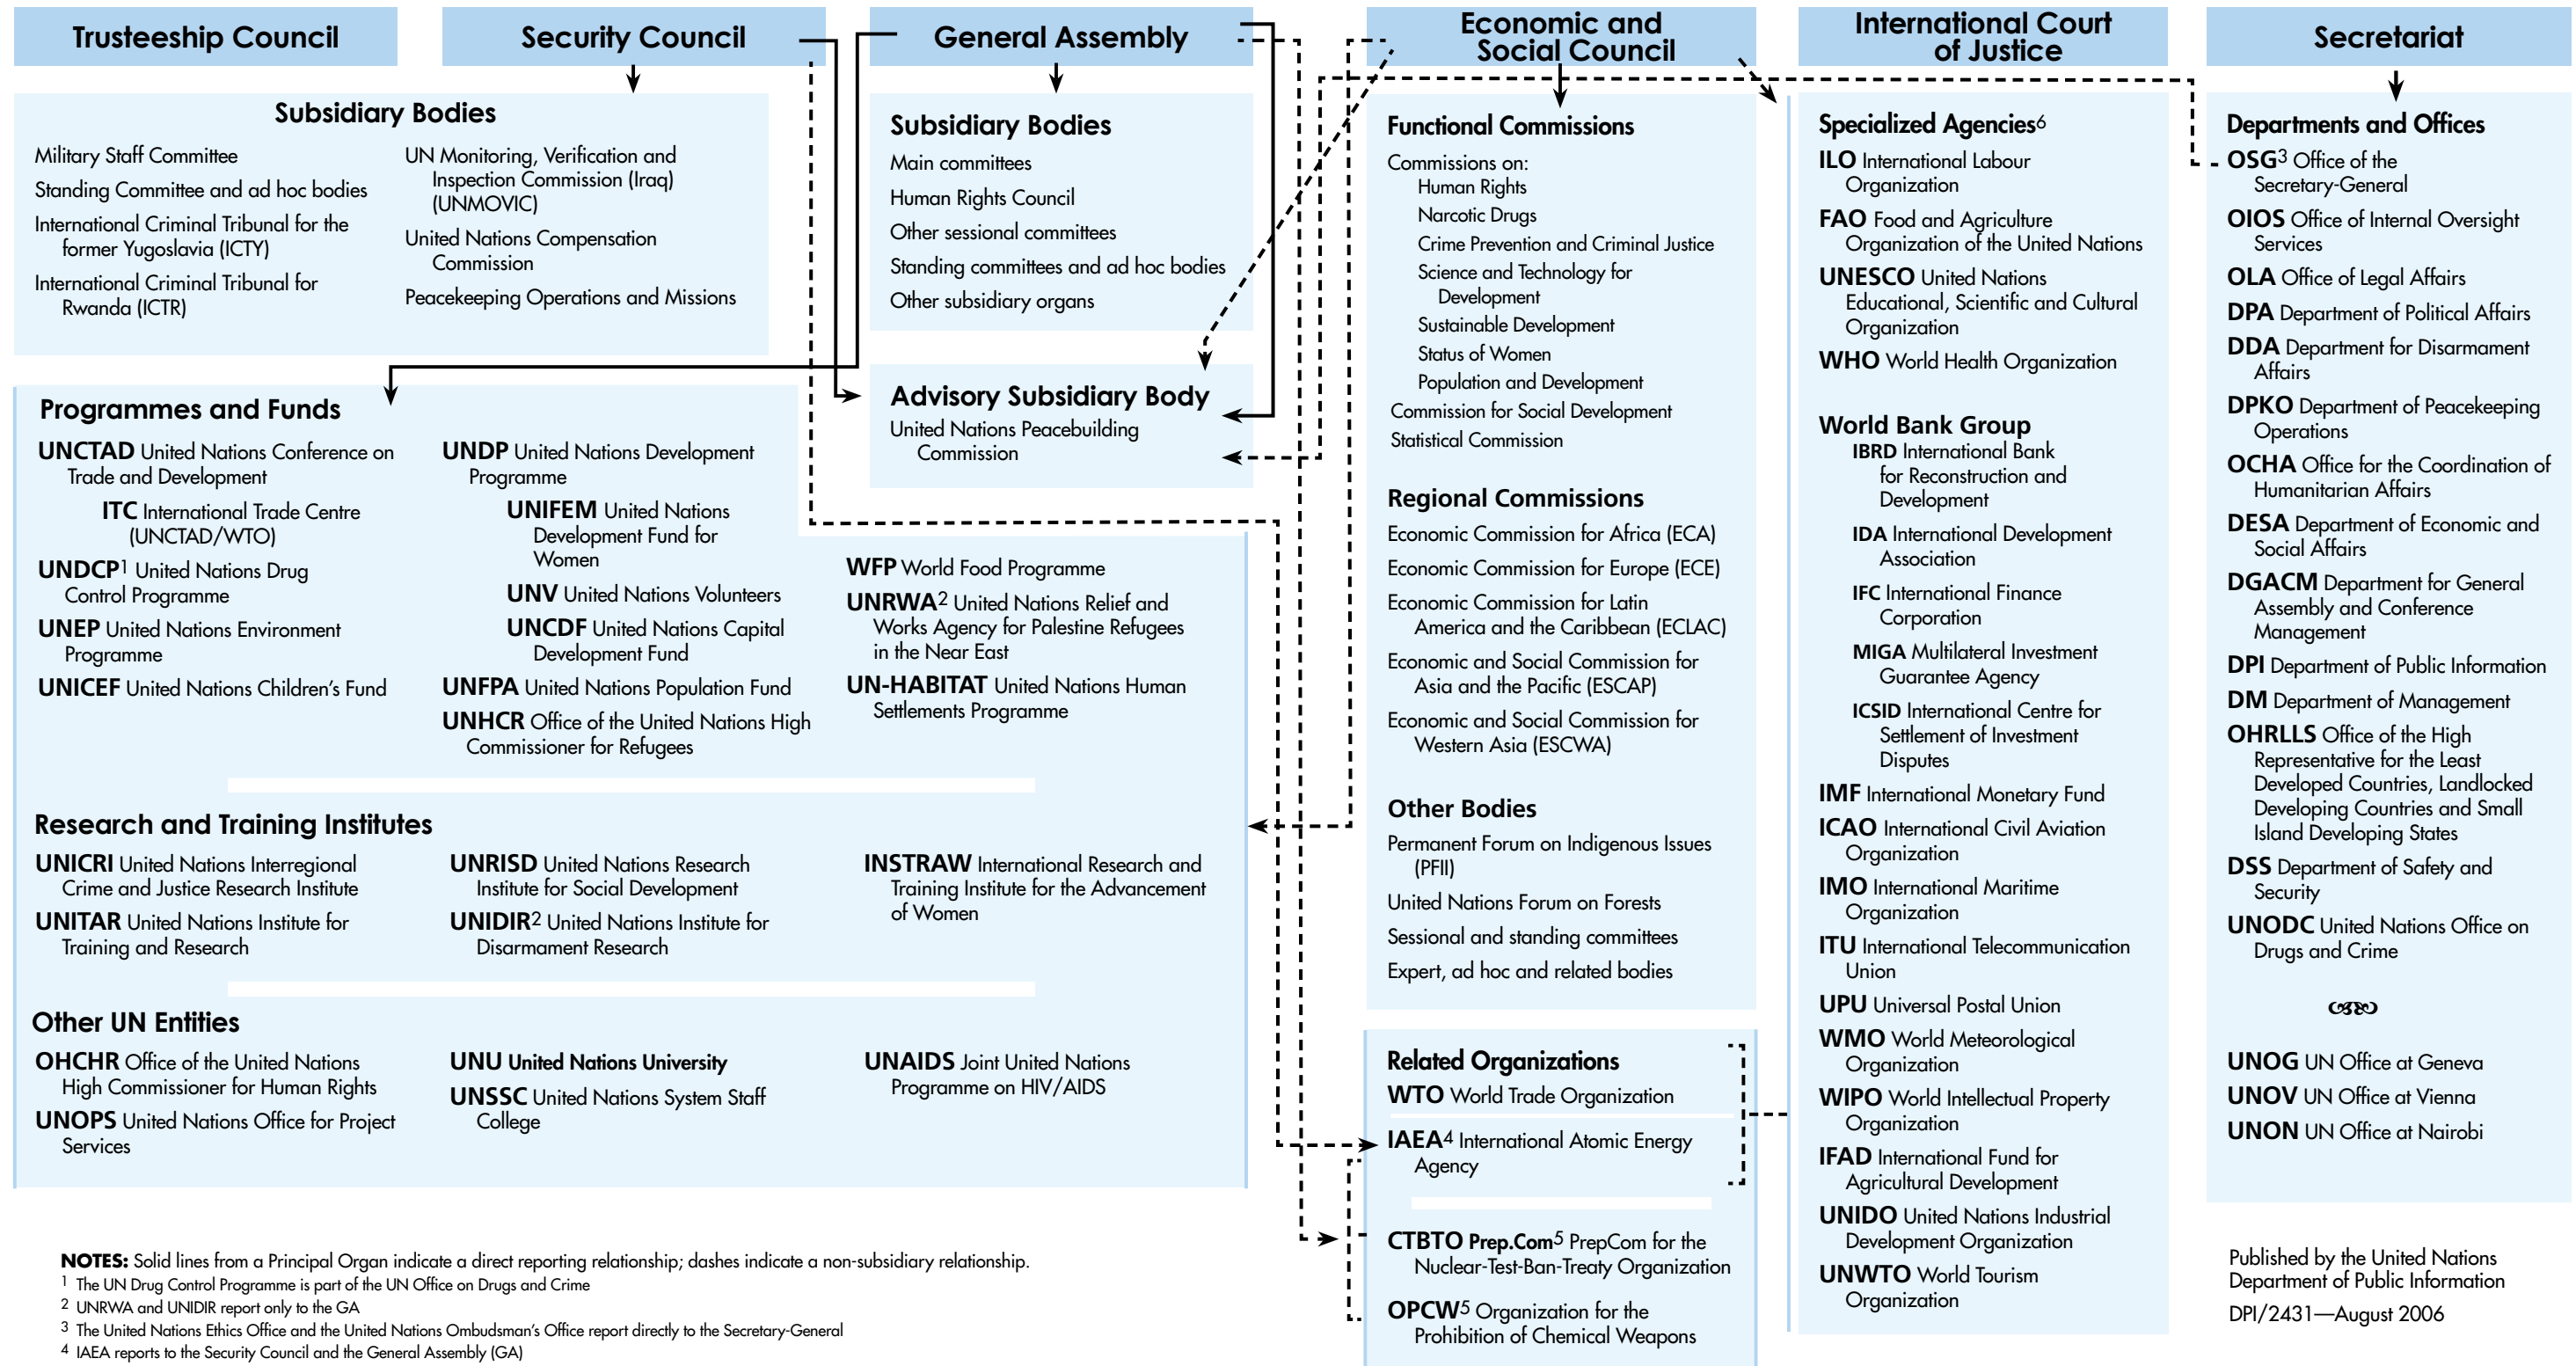 Trusteeship Council
Security Council
General Assembly
Economic and
Social Council
International Court
of Justice
Secretariat
Subsidiary Bodies
Military Staff Committee
Standing Committee and ad hoc bodies
International Criminal Tribunal for the
former Yugoslavia (ICTY)
International Criminal Tribunal for
Rwanda (ICTR)
UN Monitoring, Verification and
Inspection Commission (Iraq)
(UNMOVIC)
United Nations Compensation
Commission
Peacekeeping Operations and Missions
Subsidiary Bodies
Main committees
Human Rights Council
Other sessional committees
Standing committees and ad hoc bodies
Other subsidiary organs
Advisory Subsidiary Body
United Nations Peacebuilding
Commission
Programmes and Funds
UNCTAD United Nations Conference on
Trade and Development
ITC International Trade Centre
(UNCTAD/WTO)
UNDCP1 United Nations Drug
Control Programme
UNEP United Nations Environment
Programme
UNICEF United Nations Children’s Fund
UNDP United Nations Development
Programme
UNIFEM United Nations
Development Fund for
Women
UNV United Nations Volunteers
UNCDF United Nations Capital
Development Fund
UNFPA United Nations Population Fund
UNHCR Office of the United Nations High
Commissioner for Refugees
WFP World Food Programme
UNRWA2 United Nations Relief and
Works Agency for Palestine Refugees
in the Near East
UN-HABITAT United Nations Human
Settlements Programme
Research and Training Institutes
UNICRI United Nations Interregional
Crime and Justice Research Institute
UNITAR United Nations Institute for
Training and Research
UNRISD United Nations Research
Institute for Social Development
UNIDIR2 United Nations Institute for
Disarmament Research
INSTRAW International Research and
Training Institute for the Advancement
of Women
Other UN Entities
OHCHR Office of the United Nations
High Commissioner for Human Rights
UNOPS United Nations Office for Project
Services
UNU United Nations University
UNSSC United Nations System Staff
College
UNAIDS Joint United Nations
Programme on HIV/AIDS
Functional Commissions
Commissions on:
Human Rights
Narcotic Drugs
Crime Prevention and Criminal Justice
Science and Technology for
Development
Sustainable Development
Status of Women
Population and Development
Commission for Social Development
Statistical Commission
Regional Commissions
Economic Commission for Africa (ECA)
Economic Commission for Europe (ECE)
Economic Commission for Latin
America and the Caribbean (ECLAC)
Economic and Social Commission for
Asia and the Pacific (ESCAP)
Economic and Social Commission for
Western Asia (ESCWA)
Other Bodies
Permanent Forum on Indigenous Issues
(PFII)
United Nations Forum on Forests
Sessional and standing committees
Expert, ad hoc and related bodies
Related Organizations
WTO World Trade Organization
IAEA4 International Atomic Energy
Agency
CTBTO Prep.Com5 PrepCom for the
Nuclear-Test-Ban-Treaty Organization
OPCW5 Organization for the
Prohibition of Chemical Weapons
Specialized Agencies6
ILO International Labour
Organization
FAO Food and Agriculture
Organization of the United Nations
UNESCO United Nations
Educational, Scientific and Cultural
Organization
WHO World Health Organization
World Bank Group
IBRD International Bank
for Reconstruction and
Development
IDA International Development
Association
IFC International Finance
Corporation
MIGA Multilateral Investment
Guarantee Agency
ICSID International Centre for
Settlement of Investment
Disputes
IMF International Monetary Fund
ICAO International Civil Aviation
Organization
IMO International Maritime
Organization
ITU International Telecommunication
Union
UPU Universal Postal Union
WMO World Meteorological
Organization
WIPO World Intellectual Property
Organization
IFAD International Fund for
Agricultural Development
UNIDO United Nations Industrial
Development Organization
UNWTO World Tourism
Organization
Departments and Offices
OSG3 Office of the
Secretary-General
OIOS Office of Internal Oversight
Services
OLA Office of Legal Affairs
DPA Department of Political Affairs
DDA Department for Disarmament
Affairs
DPKO Department of Peacekeeping
Operations
OCHA Office for the Coordination of
Humanitarian Affairs
DESA Department of Economic and
Social Affairs
DGACM Department for General
Assembly and Conference
Management
DPI Department of Public Information
DM Department of Management
OHRLLS Office of the High
Representative for the Least
Developed Countries, Landlocked
Developing Countries and Small
Island Developing States
DSS Department of Safety and
Security
UNODC United Nations Office on
Drugs and Crime
UNOG UN Office at Geneva
UNOV UN Office at Vienna
UNON UN Office at Nairobi
NOTES: Solid lines from a Principal Organ indicate a direct reporting relationship; dashes indicate a non-subsidiary relationship.
1 The UN Drug Control Programme is part of the UN Office on Drugs and Crime
2 UNRWA and UNIDIR report only to the GA
3 The United Nations Ethics Office and the United Nations Ombudsman’s Office report directly to the Secretary-General
4 IAEA reports to the Security Council and the General Assembly (GA)
Published by the United Nations
Department of Public Information
DPI/2431—August 2006